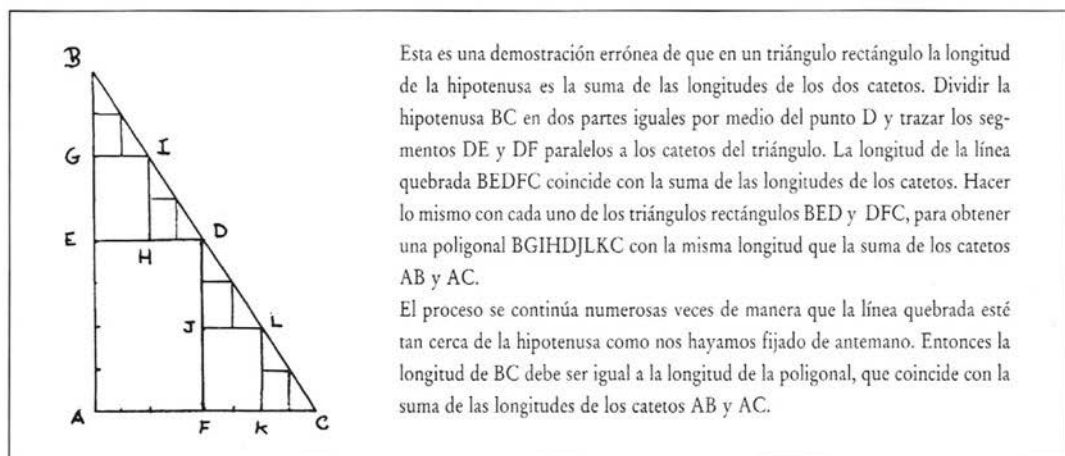 B
G
I
E
D
H
J
L
A
F
K
C
Esta es una demostración errónea de que en un triángulo rectángulo la longitud
de la hipotenusa es la suma de las longitudes de los dos catetos. Dividir la
hipotenusa BC en dos partes iguales por medio del punto D y trazar los seg-
mentos DE y DF paralelos a los catetos del triángulo. La longitud de la línea
quebrada BEDFC coincide con la suma de las longitudes de los catetos. Hacer
lo mismo con cada uno de los triángulos rectángulos BED y DFC, para obtener
una poligonal BGIHDJLKC con la misma longitud que la suma de los catetos
AB y AC.
El proceso se continúa numerosas veces de manera que la línea quebrada esté
tan cerca de la hipotenusa como nos hayamos fijado de antemano. Entonces la
longitud de BC debe ser igual a la longitud de la poligonal, que coincide con la
suma de las longitudes de los catetos AB y AC.